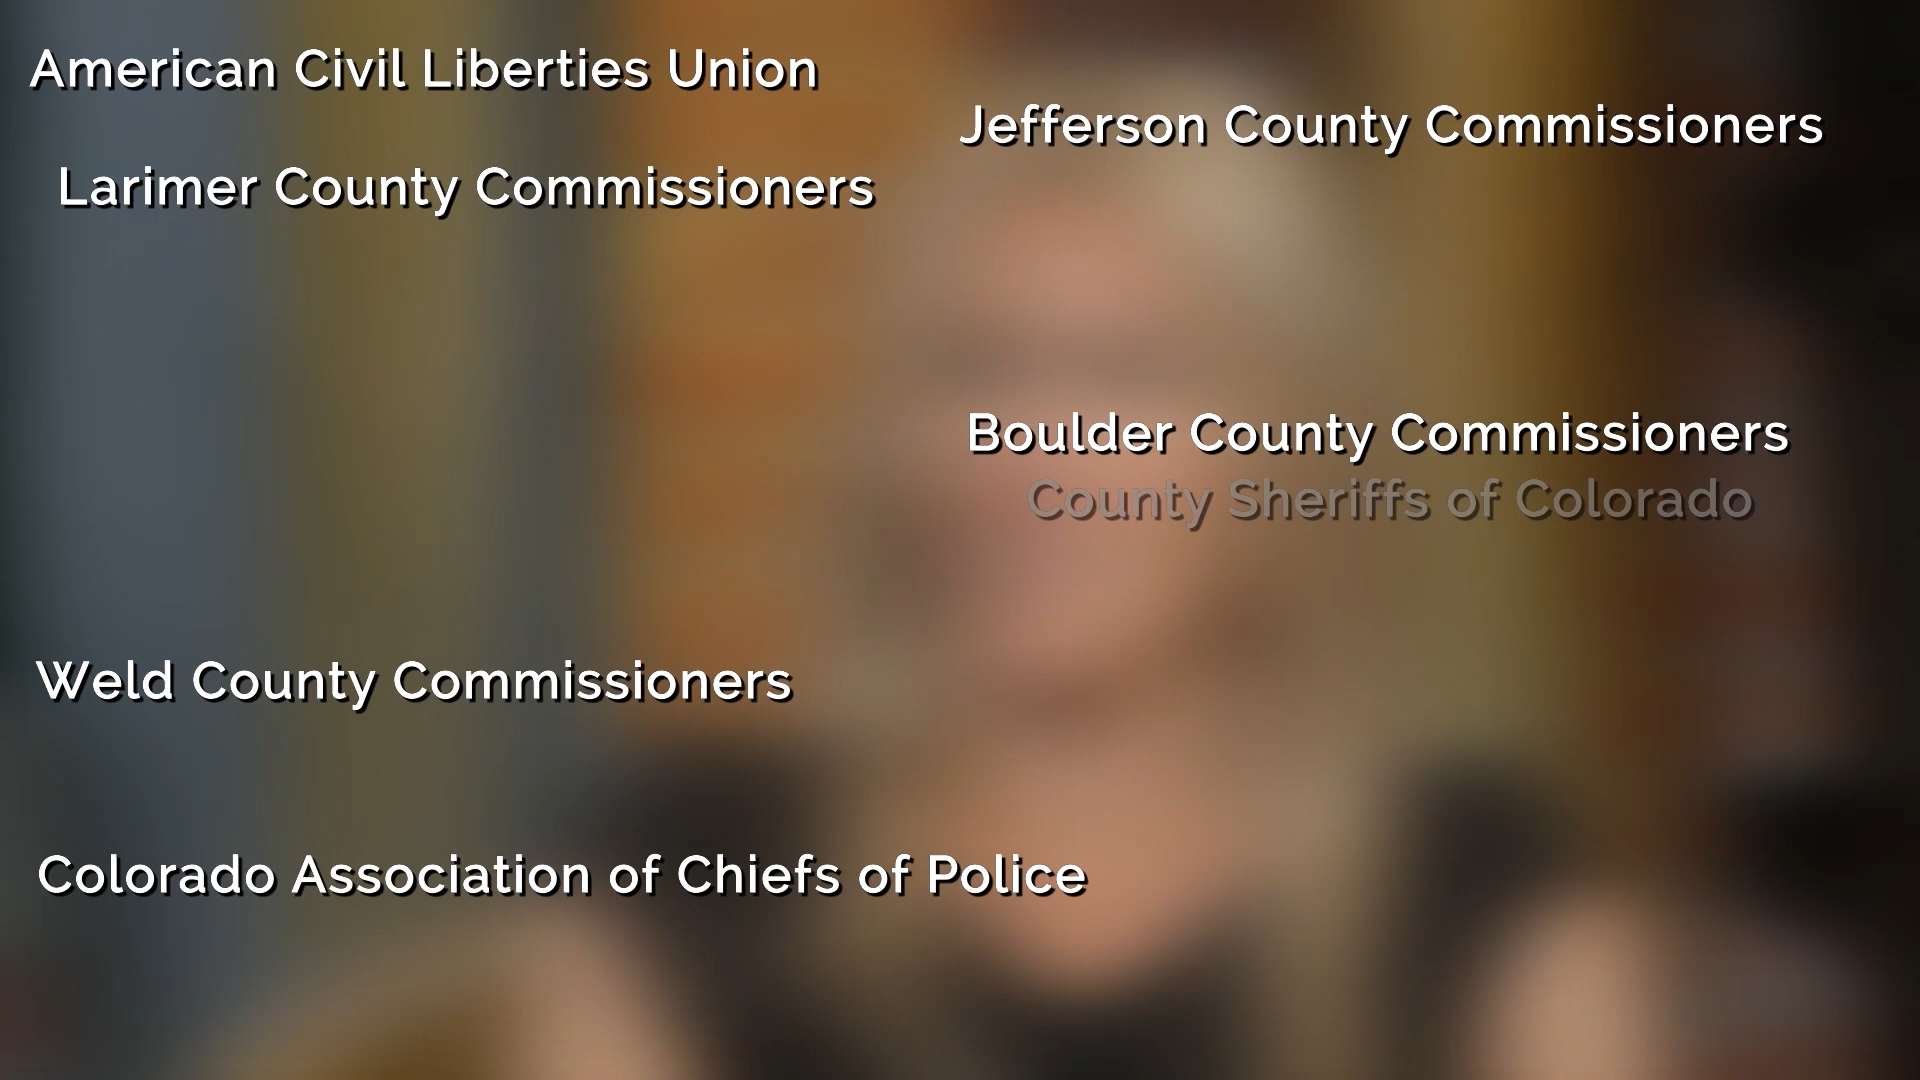 American Civil Liberties Union
Jefferson County Commissioners
Larimer County Commissioners
Boulder County Commissioners
County Sheriffs of Colorado
Weld County Commissioners
Colorado Association of Chiefs of Police